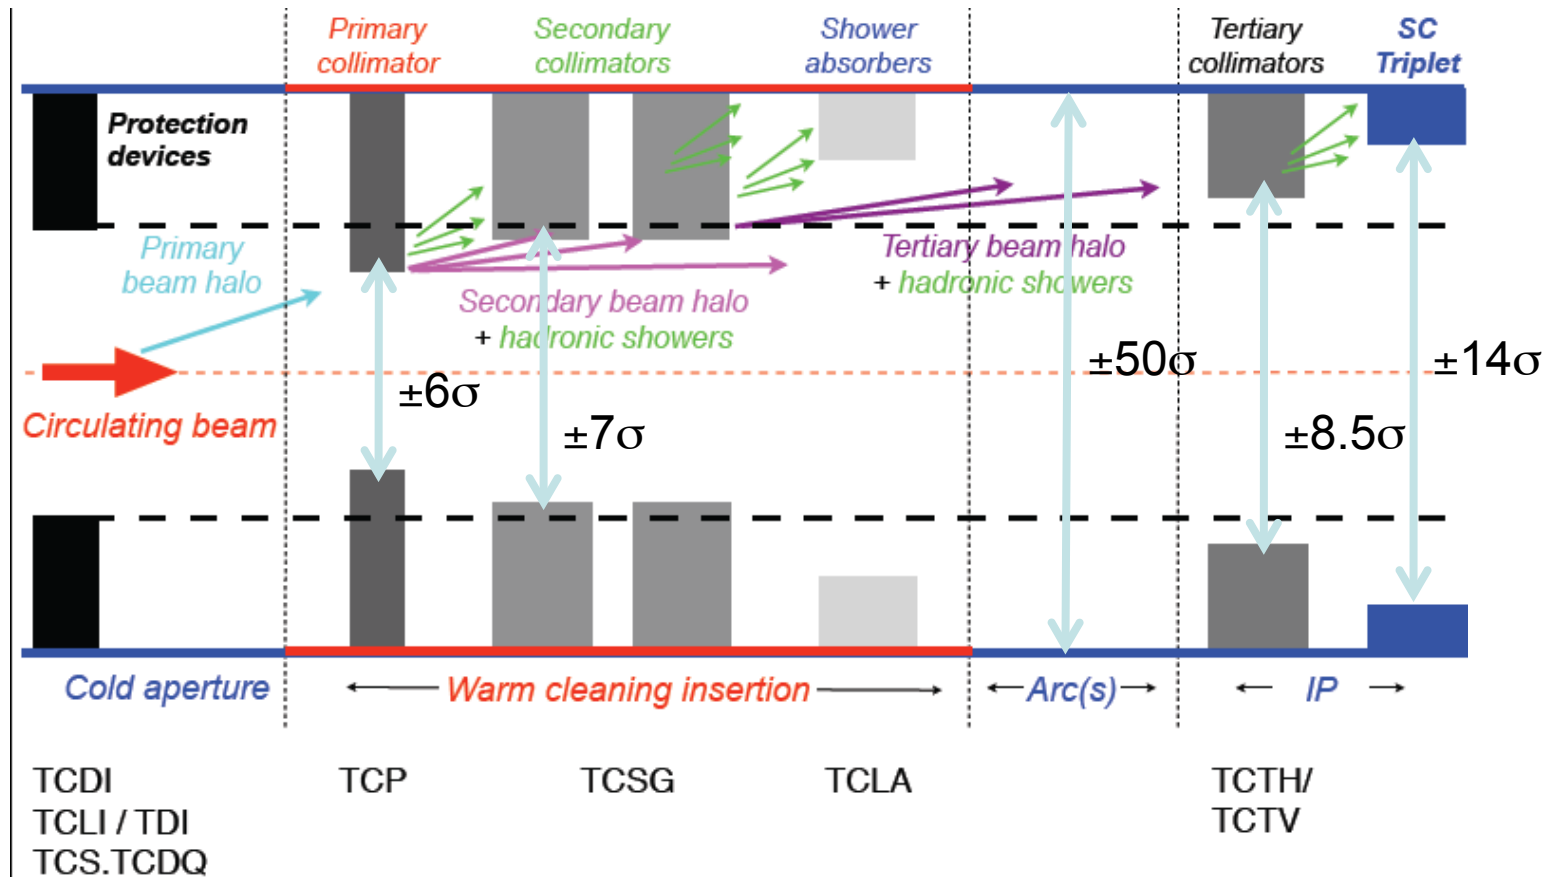 Primary
collimator
Secondary
collimators
Shower
absorbers
Tertiary
collimators
SC
Triplet
Protection
devices
Primary
beam halo
Tertiary beam halo
+ hadronic showers
Secondary beam halo
+ hadronic showers
±50σ
±14σ
±6σ
Circulating beam
±7σ
±8.5σ
Cold aperture
Warm cleaning insertion
Arc(s)
IP
TCDI
TCLI / TDI
TCS.TCDQ
TCP
TCSG
TCLA
TCTH/
TCTV